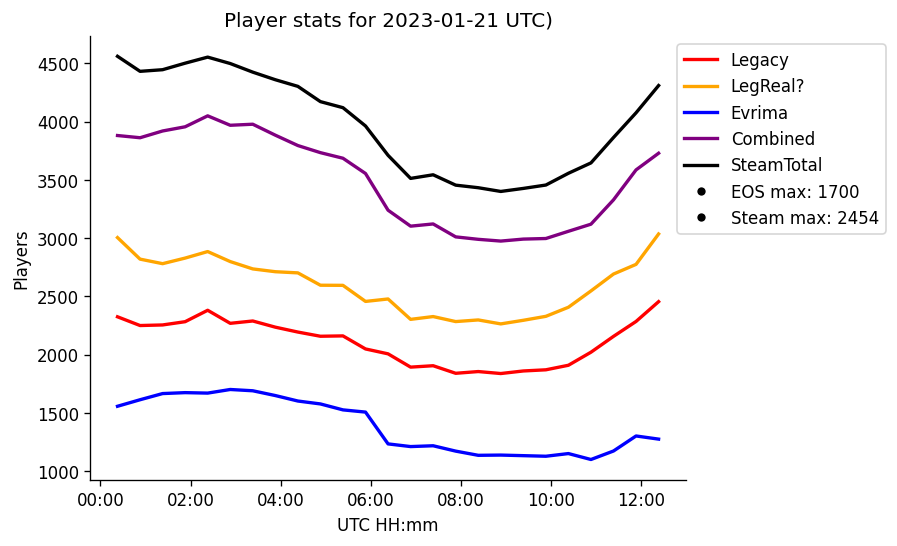 Player stats for 2023-01-21 UTC)
Legacy
LegReal?
Evrima
Combined
SteamTotal
EOS max: 1700
Steam max: 2454
Players
4500
4000
3500
3000
2500
2000
1500
1000
00:00 02:00 04:00 06:00 08:00 10:00 12:00
UTC HH:mm